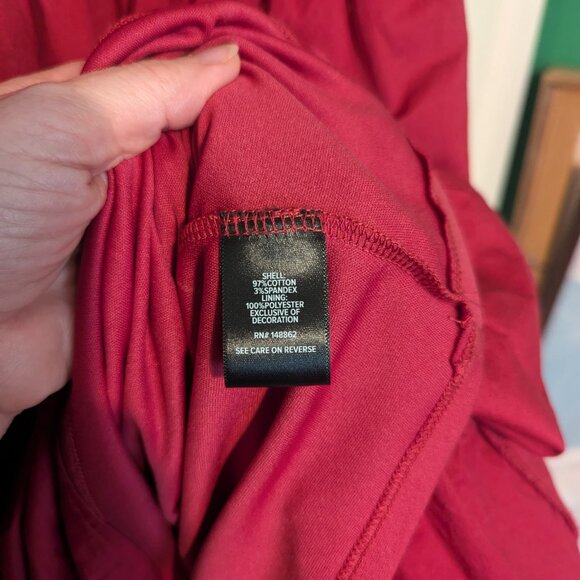 SHELL:
97%COTTON
3%SPANDEX
LINING:
100%POLYESTER
EXCLUSIVE OF
DECORATION
RN# 148862
SEE CARE ON REVERSE